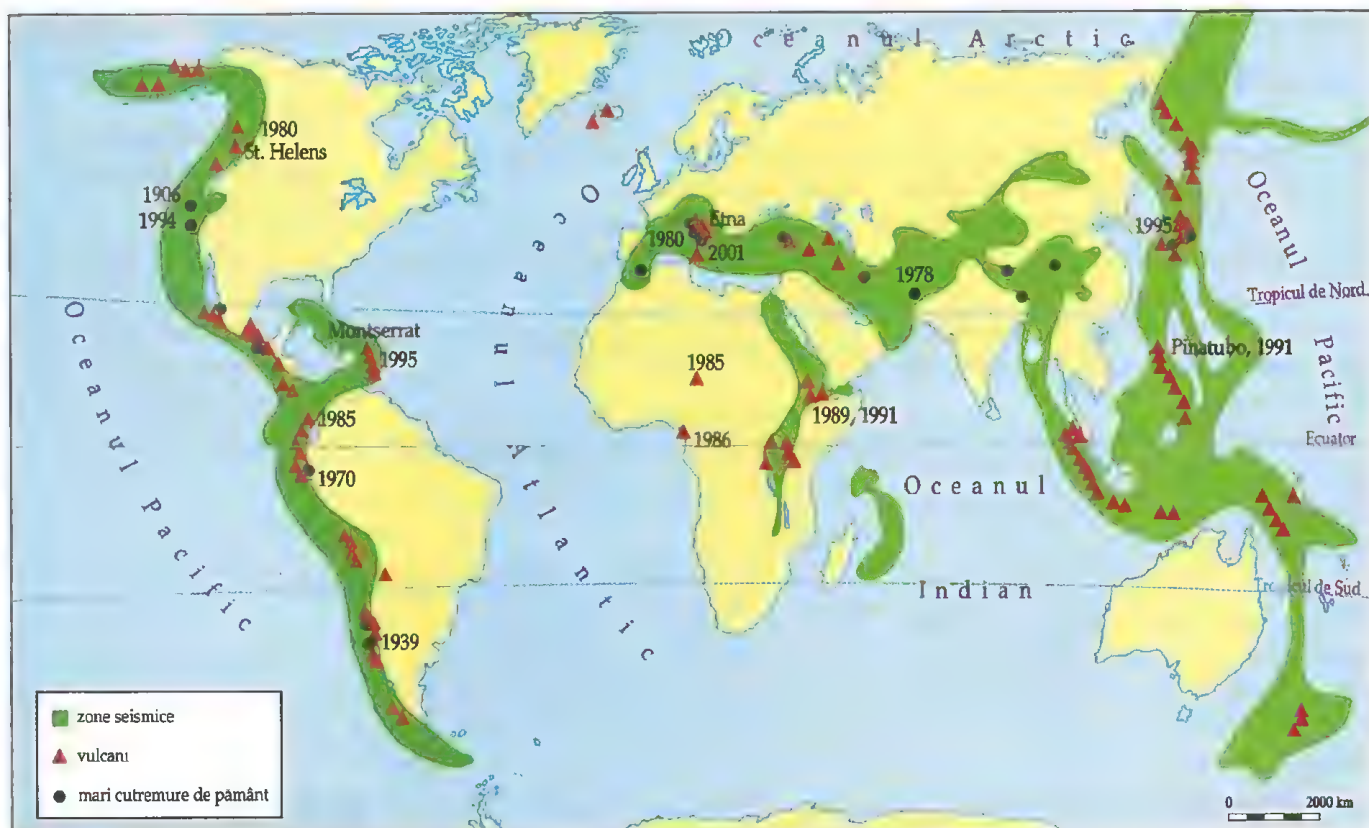 Oceanul Arctic
1980
St. Helens
1906
1994
Etna
1980
2001
1978
1995
Oceanul Pacific
Tropicul de Nord
Oceanul Pacific
Oceanul Atlantic
Montserrat
1995
1985
Pinatubo, 1991
1985
1989, 1991
1986
Ecuator
1970
Oceanul
Indian
Tropicul de Sud
1939
zone seismice
vulcani
mari cutremure de pământ
0 2000 km